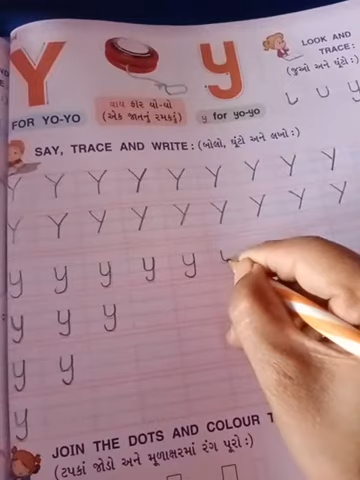 Y
y
LOOK AND
TRACE:
(જુઓ અને ઘૂંટો:)
FOR YO-YO
વાય ફૉર યો-યો
(એક જાતનું રમકડું)
y for yo-yo
SAY, TRACE AND WRITE: (બોલો, ઘૂંટો અને લખો:)
Y Y Y Y Y Y Y Y Y
Y Y Y Y Y Y Y Y Y
y y y y y
y y y
y y
y
JOIN THE DOTS AND COLOUR
(ટપકાં જોડો અને મૂળાક્ષરમાં રંગ પૂરો:)